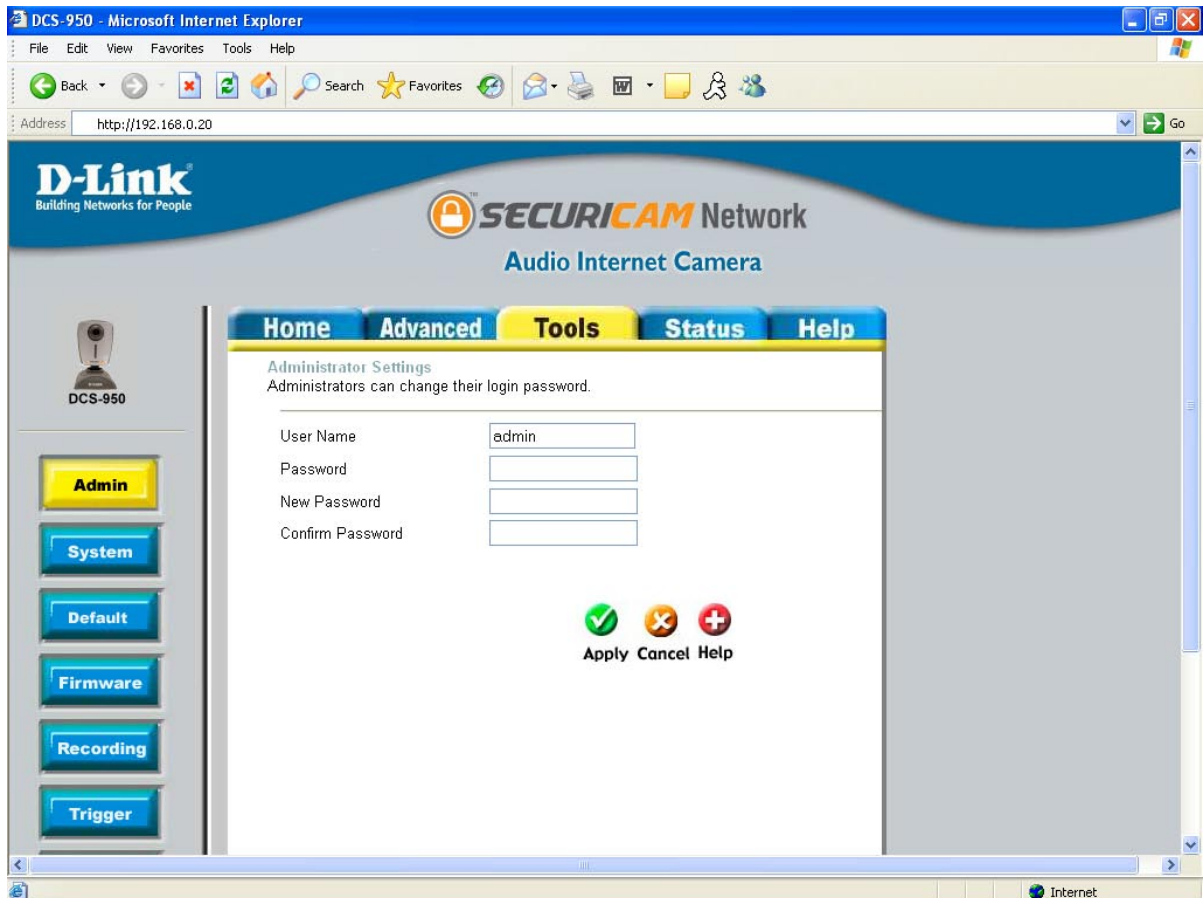 DCS-950 - Microsoft Internet Explorer
File Edit View Favorites Tools Help
Back Search Favorites
Address http://192.168.0.20 Go
D-Link
Building Networks for People
SECURICAM Network
™
Audio Internet Camera
DCS-950
Home Advanced Tools Status Help
Administrator Settings
Administrators can change their login password.
User Name admin
Password
New Password
Confirm Password
Apply Cancel Help
Admin
System
Default
Firmware
Recording
Trigger
Internet